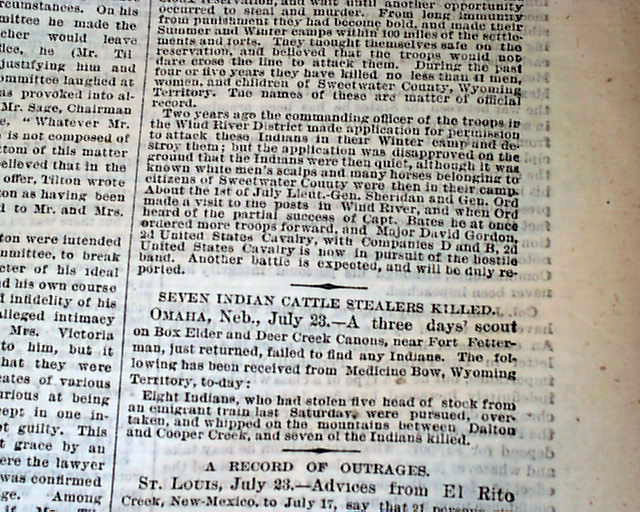 cumstances. On his
mittee he made the
cher would leave
fice, he (Mr. Til
justifying him and
ommittee laughed at
as provoked into al-
Mr. Sage, Chairman
e. "Whatever Mr.
is not composed of
tom of this matter
elieved that in the
offer, Tilton wrote
on as having been
d to Mr. and Mrs.
ton were intended
mmittee, to break
cter of his ideal
d his own course
l infidelity of his
alleged intimacy
Mrs. Victoria
to him, but it
hat they were
eates of various
urious at being
cept in one in-
ot guilty. This
t grace by an
ere the lawyer
was confirmed
ge. Among
Sioux reservation, and wait until another opportunity
occurred to steal and murder. From long immunity
from punishment they had become bold, and made their
Summer and Winter camps within 100 miles of the settle-
ments and forts. They thought themselves safe on the
reservation, and believed that the troops would not
dare cross the line to attack them. During the past
four or five years they have killed no less than 41 men,
women, and children of Sweetwater County, Wyoming
Territory. The names of these are matter of official
record.
Two years ago the commanding officer of the troops in
the Wind River District made application for permission
to attack these Indians in their Winter camp and de-
stroy them; but the application was disapproved on the
ground that the Indians were then quiet, although it was
known white men's scalps and many horses belonging to
citizens of Sweetwater County were then in their camp.
About the 1st of July Lieut.-Gen. Sheridan and Gen. Ord
made a visit to the posts in Wind River, and when Ord
heard of the partial success of Capt. Bates he at once
ordered more troops forward, and Major David Gordon,
2d United States Cavalry, with Companies D and B, 2d
United States Cavalry is now in pursuit of the hostile
band. Another battle is expected, and will be duly re-
ported.
SEVEN INDIAN CATTLE STEALERS KILLED.
OMAHA, Neb., July 23.—A three days' scout
on Box Elder and Deer Creek Canons, near Fort Fetter-
man, just returned, failed to find any Indians. The fol-
lowing has been received from Medicine Bow, Wyoming
Territory, to-day:
Eight Indians, who had stolen five head of stock from
an emigrant train last Saturday, were pursued, over-
taken, and whipped on the mountains between Dalton
and Cooper Creek, and seven of the Indians killed.
A RECORD OF OUTRAGES.
ST. LOUIS, July 23.—Advices from El Rito
Creek, New-Mexico, to July 17, say that 21 persons